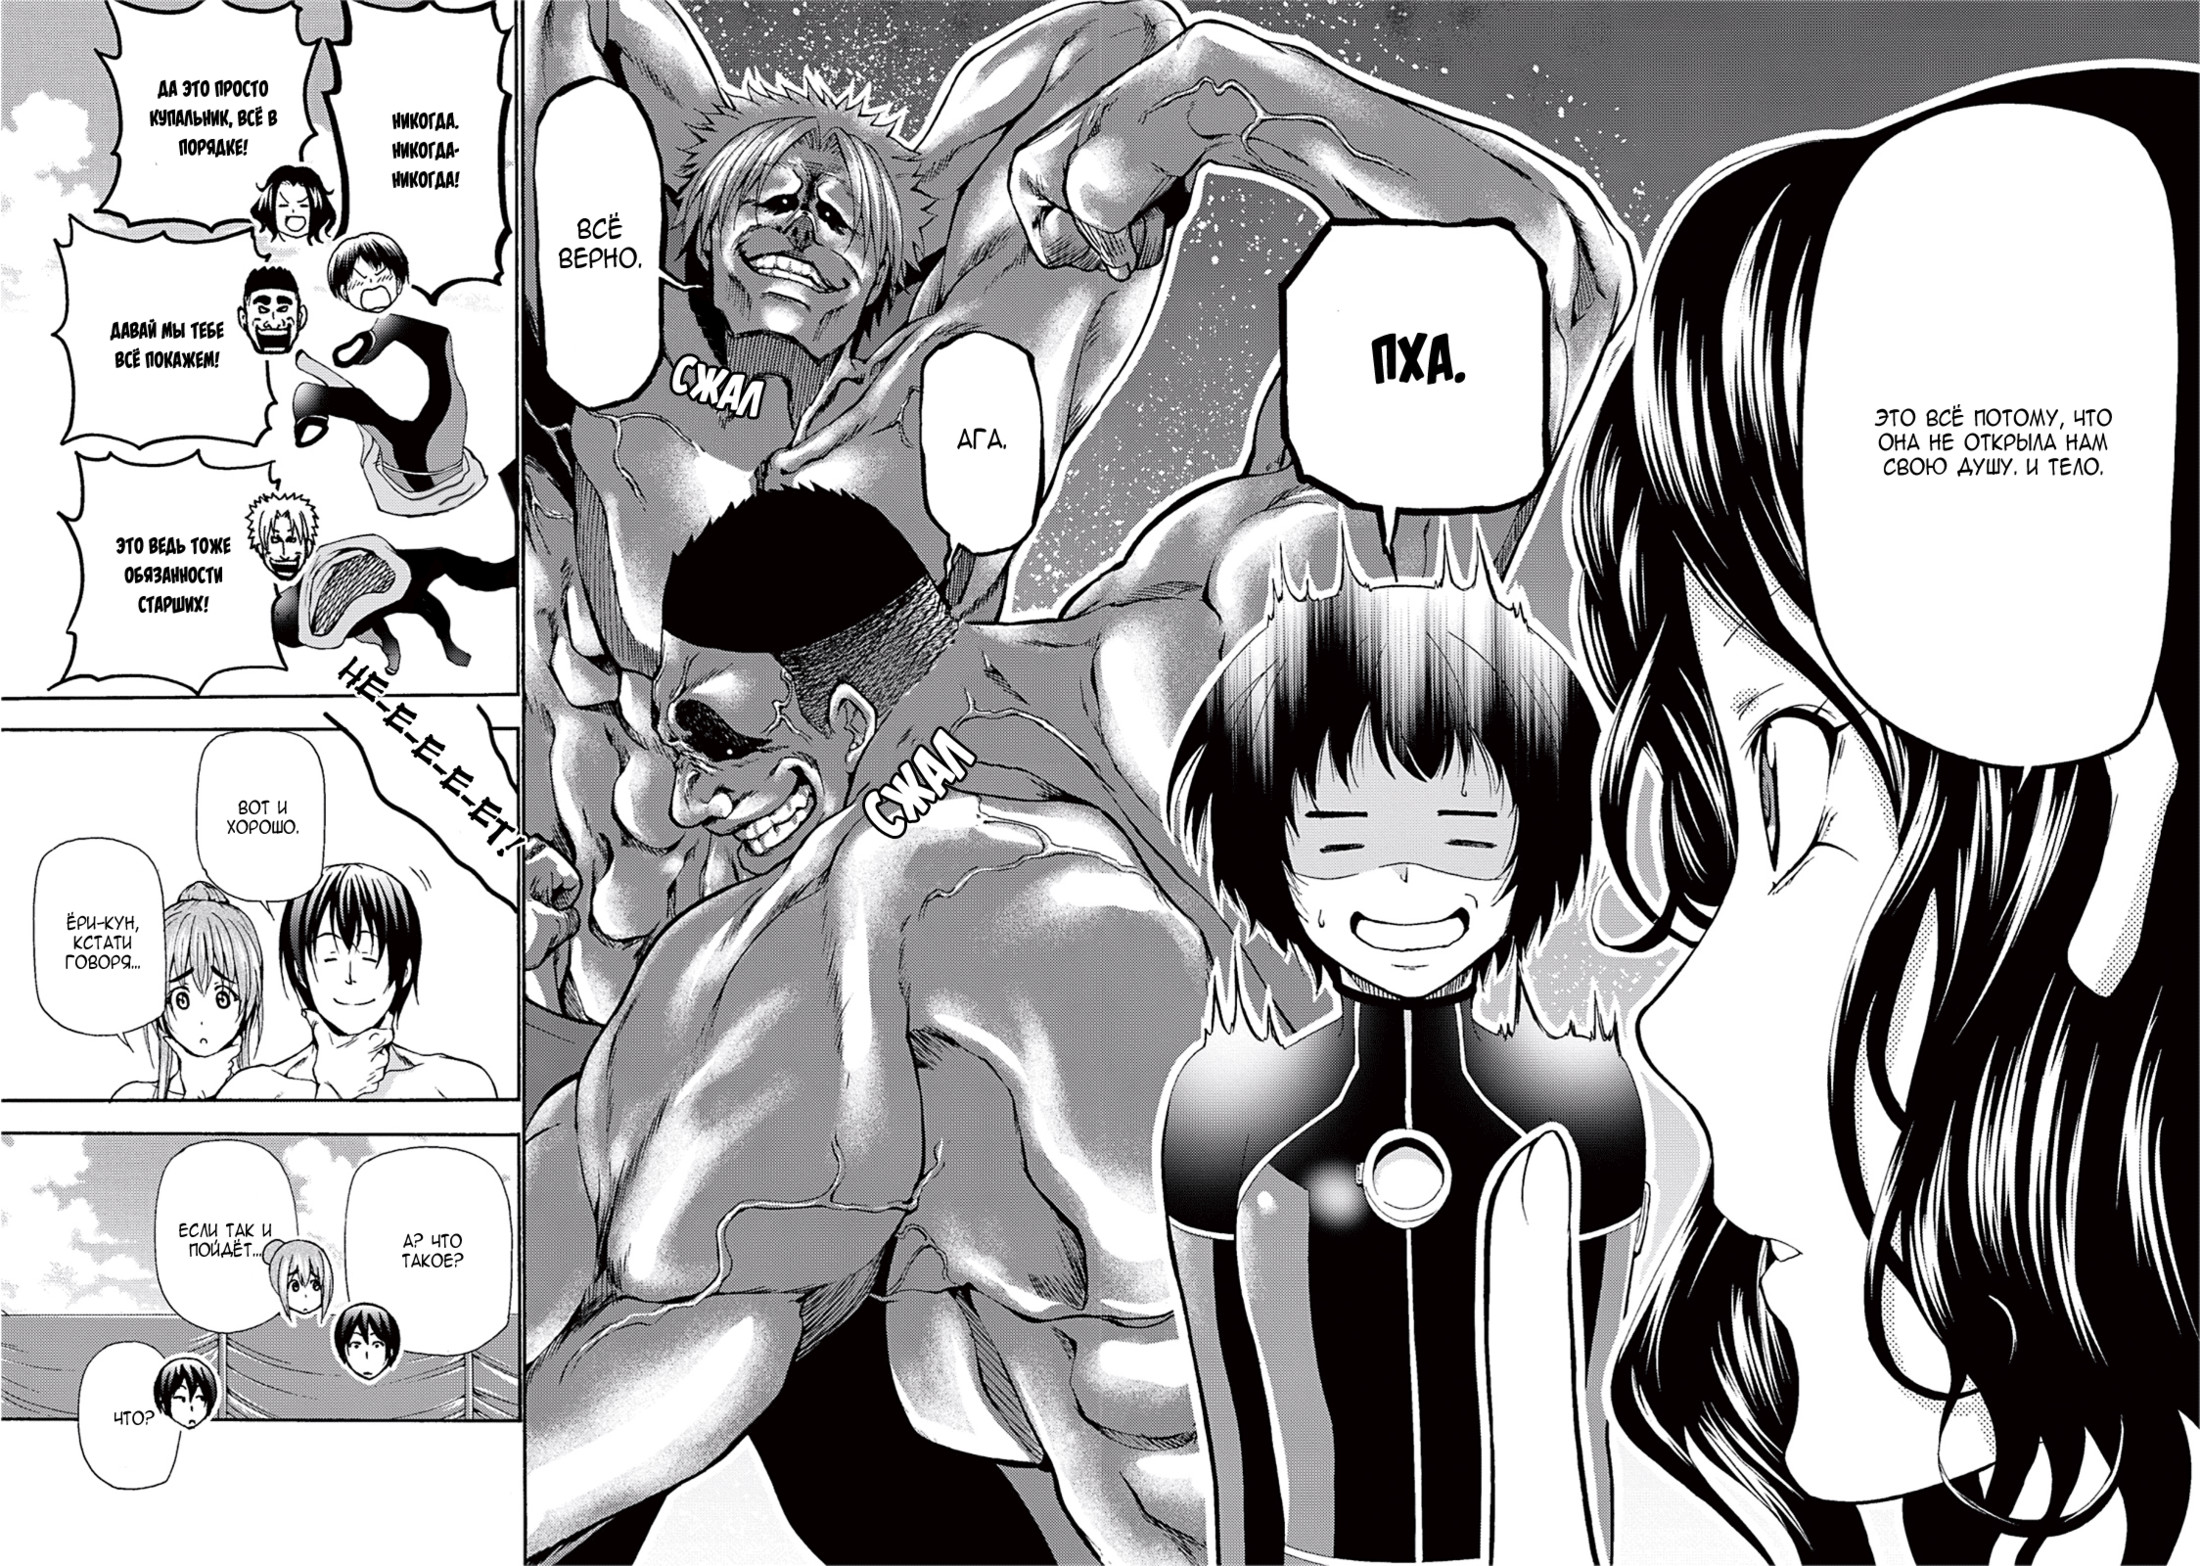 ЭТО ВСЁ ПОТОМУ, ЧТО
ОНА НЕ ОТКРЫЛА НАМ
СВОЮ ДУШУ. И ТЕЛО.
ПХА.
ВСЁ
ВЕРНО.
СЖАЛ
АГА.
СЖАЛ
НИКОГДА.
НИКОГДА-
НИКОГДА!
ДА ЭТО ПРОСТО
КУПАЛЬНИК, ВСЁ В
ПОРЯДКЕ!
ДАВАЙ МЫ ТЕБЕ
ВСЁ ПОКАЖЕМ!
ЭТО ВЕДЬ ТОЖЕ
ОБЯЗАННОСТИ
СТАРШИХ!
НЕ-Е-Е-Е-Е-ЕТ!
ВОТ И
ХОРОШО.
ЁРИ-КУН,
КСТАТИ
ГОВОРЯ...
А? ЧТО
ТАКОЕ?
ЕСЛИ ТАК И
ПОЙДЁТ...
ЧТО?